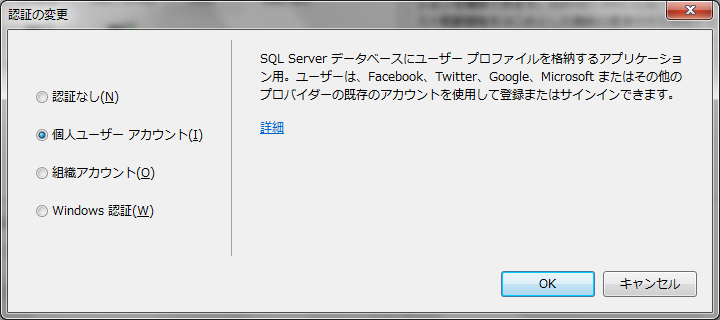 認証の変更
認証なし(N)
個人ユーザー アカウント(I)
組織アカウント(O)
Windows 認証(W)
SQL Server データベースにユーザー プロファイルを格納するアプリケーショ
ン用。ユーザーは、Facebook、Twitter、Google、Microsoft またはその他の
プロバイダーの既存のアカウントを使用して登録またはサインインできます。
詳細
OK
キャンセル